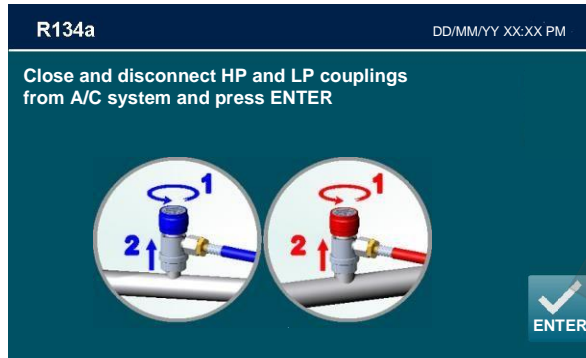 R134a
DD/MM/YY XX:XX PM
Close and disconnect HP and LP couplings
from A/C system and press ENTER
1
2
1
2
ENTER